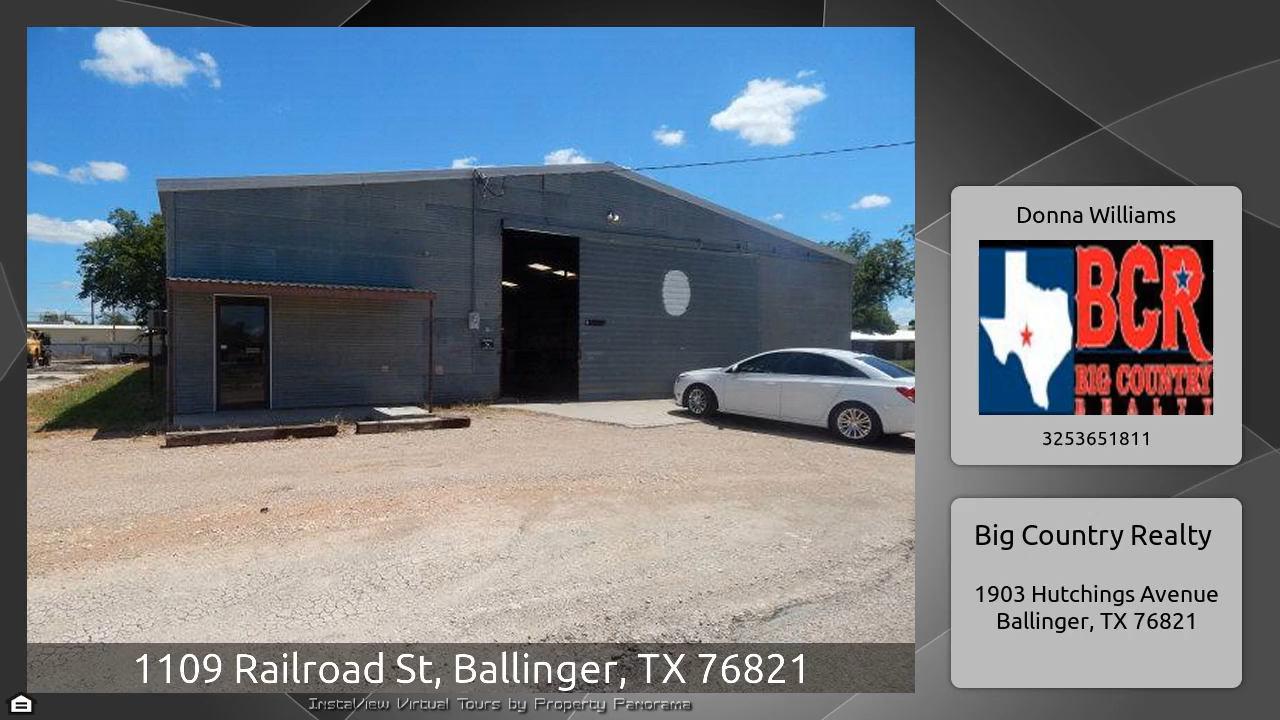 Donna Williams
BCR
BIG COUNTRY
REALTY
3253651811
Big Country Realty
1903 Hutchings Avenue
Ballinger, TX 76821
1109 Railroad St, Ballinger, TX 76821
InstaView Virtual Tours by Property Panorama